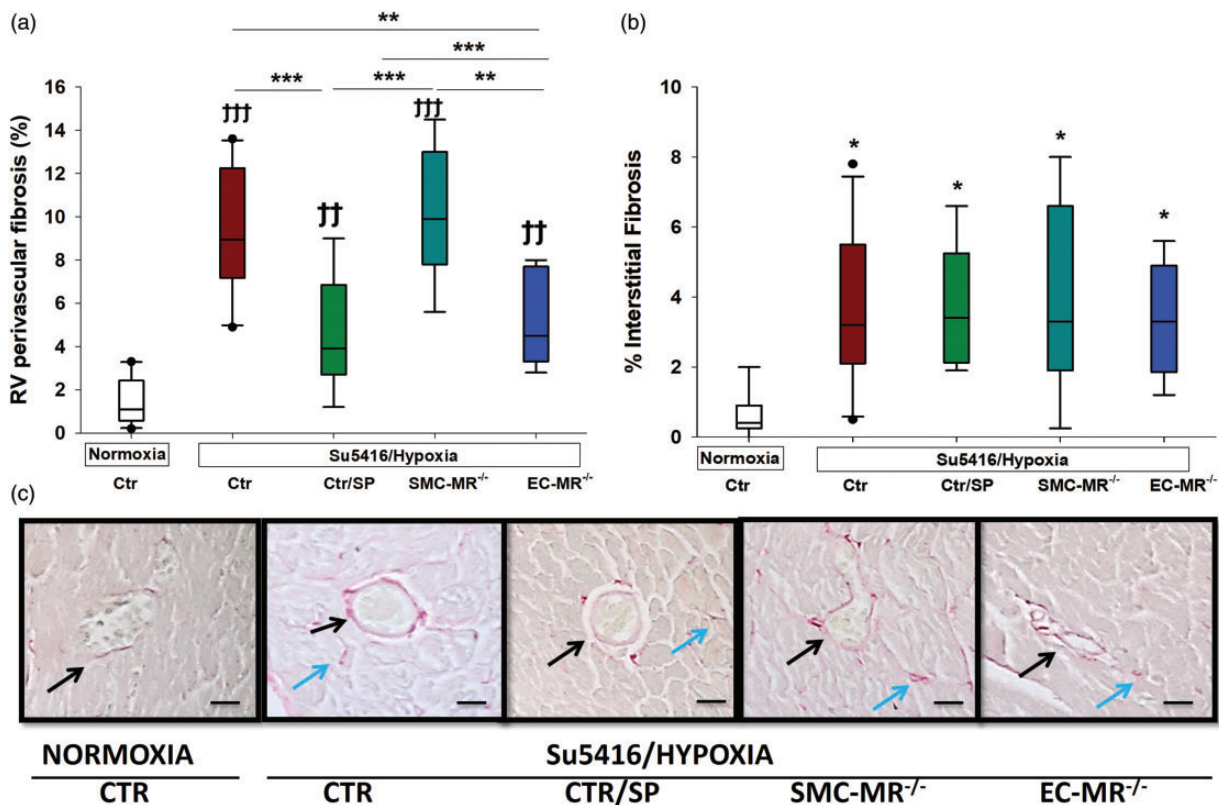 (a)
**
***
*** *** **
RV perivascular fibrosis (%)
16
14
12
10
8
6
4
2
0
††† †† ††† ††
Normoxia Su5416/Hypoxia
Ctr Ctr Ctr/SP SMC-MR-/- EC-MR-/-
(b)
% Interstitial Fibrosis
10
8
6
4
2
0
* * * *
Normoxia Su5416/Hypoxia
Ctr Ctr Ctr/SP SMC-MR-/- EC-MR-/-
(c)
NORMOXIA Su5416/HYPOXIA
CTR CTR CTR/SP SMC-MR-/- EC-MR-/-